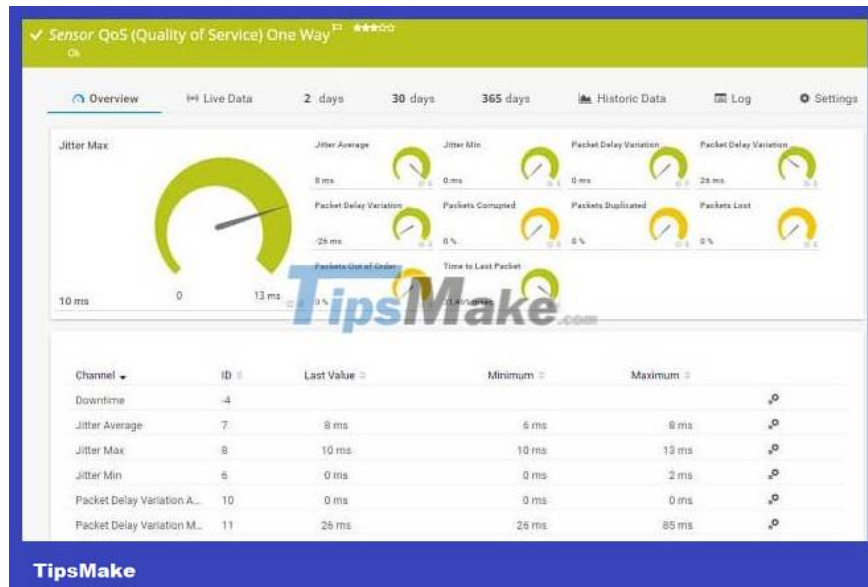 Sensor QoS (Quality of Service) One Way
Ok
Overview
Live Data
2 days
30 days
365 days
Historic Data
Log
Settings
Jitter Max
10 ms
0
13 ms
Jitter Average
8 ms
Jitter Min
0 ms
Packet Delay Variation
0 ms
Packet Delay Variation
26 ms
Packet Delay Variation
-26 ms
Packets Corrupted
0 %
Packets Duplicated
0 %
Packets Lost
0 %
Packets Out of Order
0 %
Time to Last Packet
TipsMake.com
Channel ID Last Value Minimum Maximum
Downtime -4
Jitter Average 7 8 ms 6 ms 8 ms
Jitter Max 8 10 ms 10 ms 13 ms
Jitter Min 6 0 ms 0 ms 2 ms
Packet Delay Variation A... 10 0 ms 0 ms 0 ms
Packet Delay Variation M... 11 26 ms 26 ms 85 ms
TipsMake